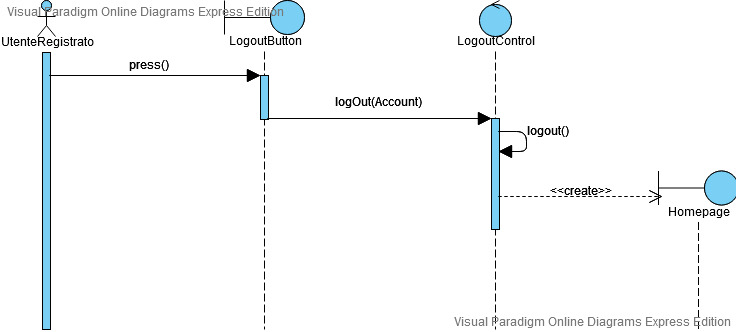 Visual Paradigm Online Diagrams Express Edition
UtenteRegistrato
LogoutButton
LogoutControl
press()
logOut(Account)
logout()
<<create>>
Homepage
Visual Paradigm Online Diagrams Express Edition